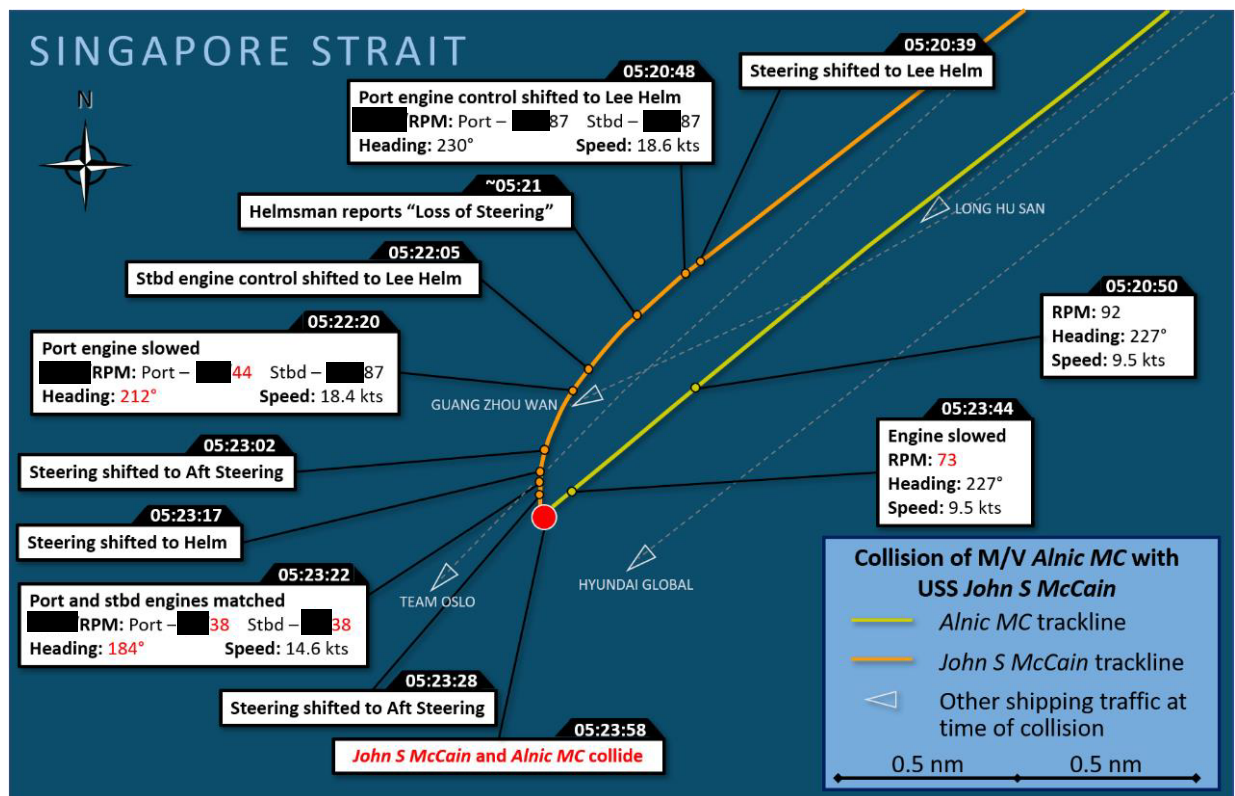 SINGAPORE STRAIT
N
05:20:39
Steering shifted to Lee Helm
05:20:48
Port engine control shifted to Lee Helm
RPM: Port – 87 Stbd – 87
Heading: 230° Speed: 18.6 kts
~05:21
Helmsman reports “Loss of Steering”
05:22:05
Stbd engine control shifted to Lee Helm
05:22:20
Port engine slowed
RPM: Port – 44 Stbd – 87
Heading: 212° Speed: 18.4 kts
05:23:02
Steering shifted to Aft Steering
05:23:17
Steering shifted to Helm
05:23:22
Port and stbd engines matched
RPM: Port – 38 Stbd – 38
Heading: 184° Speed: 14.6 kts
05:23:28
Steering shifted to Aft Steering
05:23:58
John S McCain and Alnic MC collide
LONG HU SAN
GUANG ZHOU WAN
TEAM OSLO
HYUNDAI GLOBAL
05:20:50
RPM: 92
Heading: 227°
Speed: 9.5 kts
05:23:44
Engine slowed
RPM: 73
Heading: 227°
Speed: 9.5 kts
Collision of M/V Alnic MC with
USS John S McCain
Alnic MC trackline
John S McCain trackline
Other shipping traffic at
time of collision
0.5 nm 0.5 nm